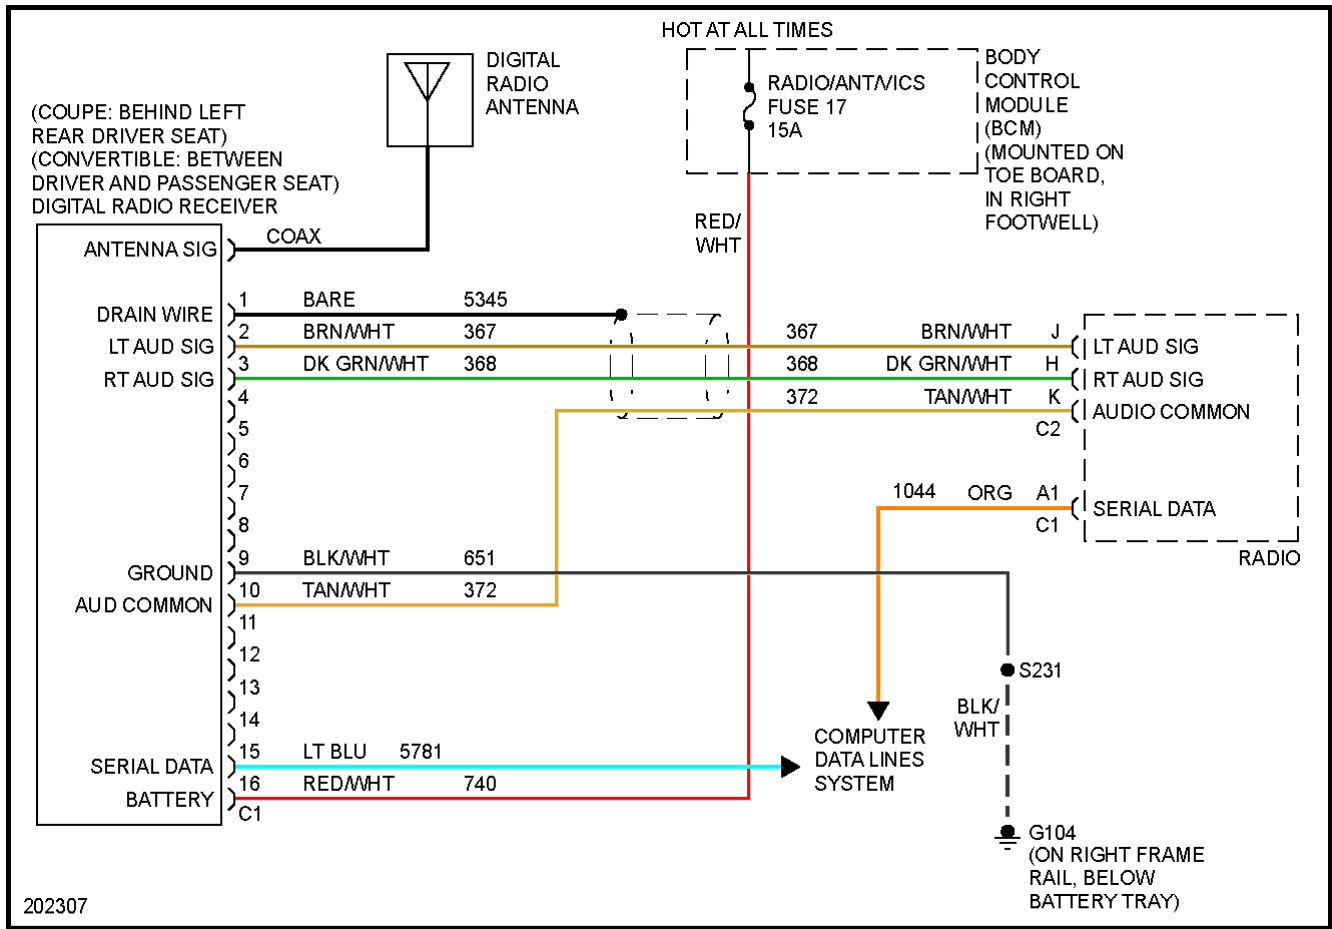 HOT AT ALL TIMES
DIGITAL
RADIO
ANTENNA
RADIO/ANT/VICS
FUSE 17
15A
BODY
CONTROL
MODULE
(BCM)
(MOUNTED ON
TOE BOARD,
IN RIGHT
FOOTWELL)
(COUPE: BEHIND LEFT
REAR DRIVER SEAT)
(CONVERTIBLE: BETWEEN
DRIVER AND PASSENGER SEAT)
DIGITAL RADIO RECEIVER
RED/
WHT
ANTENNA SIG COAX
DRAIN WIRE 1 BARE 5345
LT AUD SIG 2 BRN/WHT 367 367 BRN/WHT J LT AUD SIG
RT AUD SIG 3 DK GRN/WHT 368 368 DK GRN/WHT H RT AUD SIG
4 372 TAN/WHT K AUDIO COMMON
5 C2
6
7 1044 ORG A1 SERIAL DATA
8 C1
RADIO
GROUND 9 BLK/WHT 651
AUD COMMON 10 TAN/WHT 372
11
12
S231
13
14
BLK/
WHT
SERIAL DATA 15 LT BLU 5781
COMPUTER
DATA LINES
SYSTEM
BATTERY 16 RED/WHT 740
C1
G104
(ON RIGHT FRAME
RAIL, BELOW
BATTERY TRAY)
202307